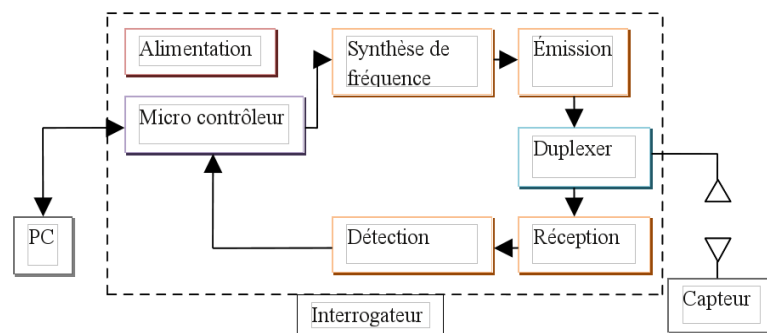 Alimentation
Synthèse de
fréquence
Émission
Micro contrôleur
Duplexer
PC
Détection
Réception
Capteur
Interrogateur